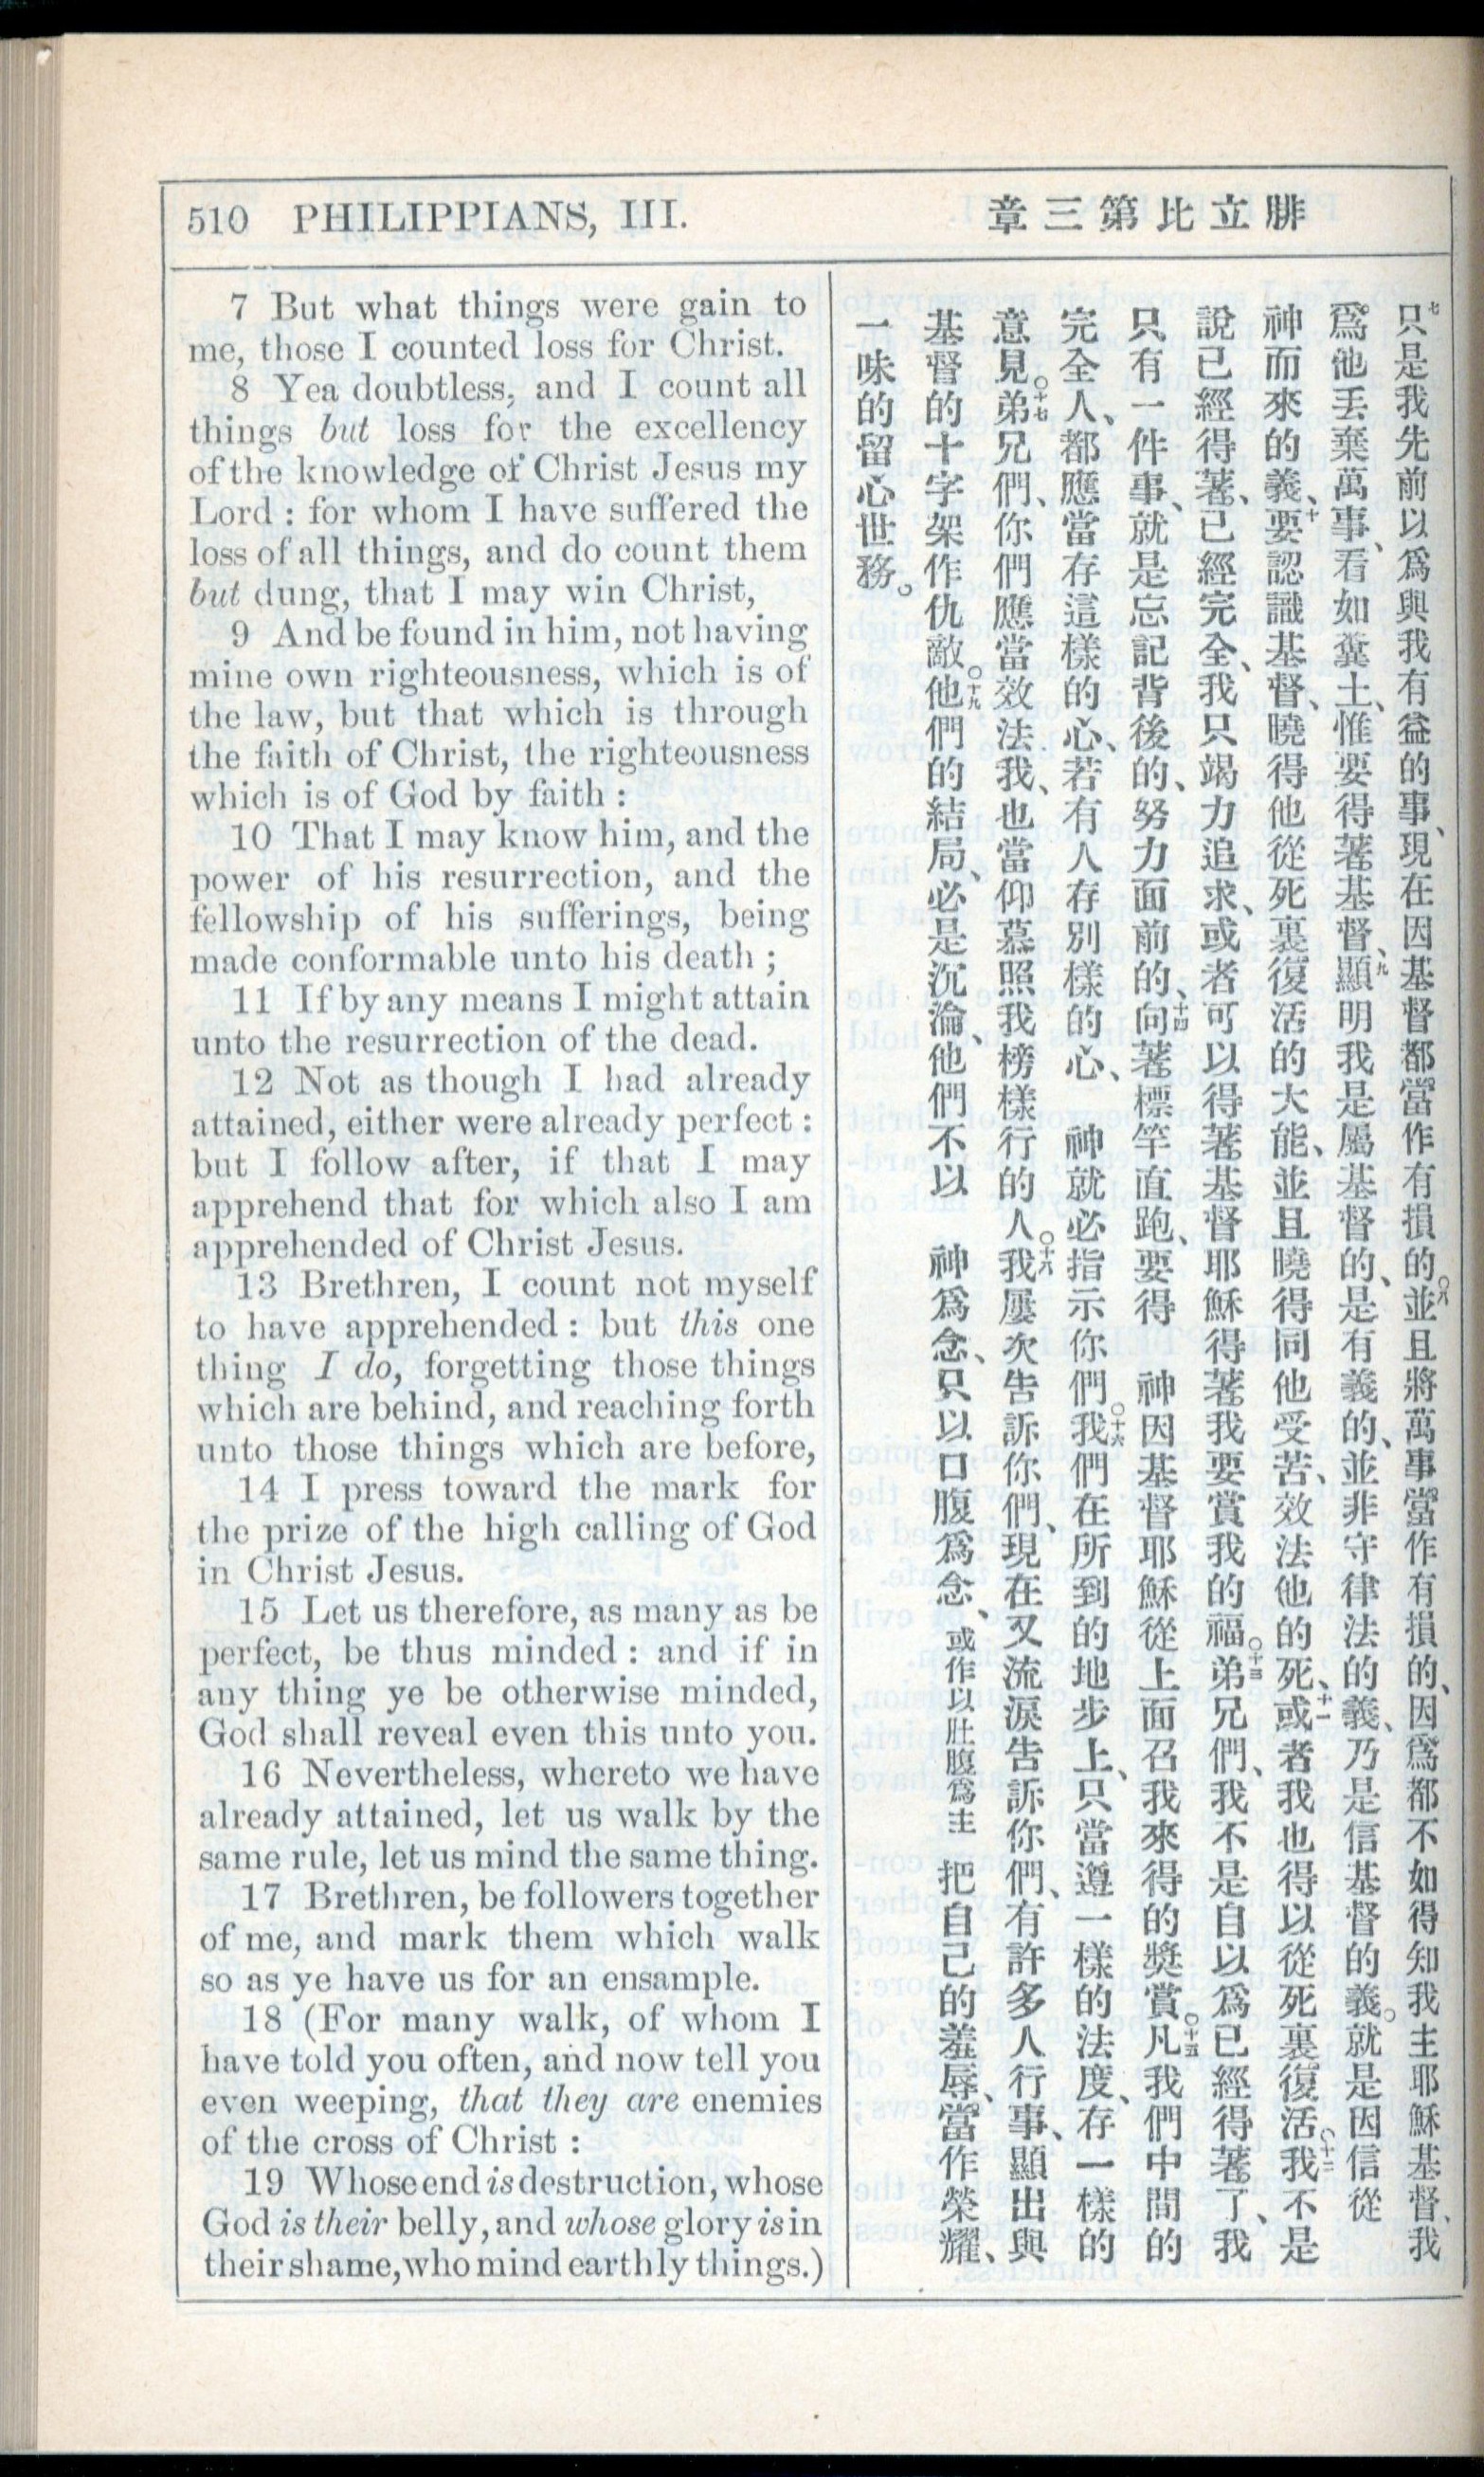 510 PHILIPPIANS, III.
腓立比第三章
7 But what things were gain to
me, those I counted loss for Christ.
8 Yea doubtless, and I count all
things but loss for the excellency
of the knowledge of Christ Jesus my
Lord : for whom I have suffered the
loss of all things, and do count them
but dung, that I may win Christ,
9 And be found in him, not having
mine own righteousness, which is of
the law, but that which is through
the faith of Christ, the righteousness
which is of God by faith :
10 That I may know him, and the
power of his resurrection, and the
fellowship of his sufferings, being
made conformable unto his death ;
11 If by any means I might attain
unto the resurrection of the dead.
12 Not as though I had already
attained, either were already perfect :
but I follow after, if that I may
apprehend that for which also I am
apprehended of Christ Jesus.
13 Brethren, I count not myself
to have apprehended : but this one
thing I do, forgetting those things
which are behind, and reaching forth
unto those things which are before,
14 I press toward the mark for
the prize of the high calling of God
in Christ Jesus.
15 Let us therefore, as many as be
perfect, be thus minded : and if in
any thing ye be otherwise minded,
God shall reveal even this unto you.
16 Nevertheless, whereto we have
already attained, let us walk by the
same rule, let us mind the same thing.
17 Brethren, be followers together
of me, and mark them which walk
so as ye have us for an ensample.
18 (For many walk, of whom I
have told you often, and now tell you
even weeping, that they are enemies
of the cross of Christ :
19 Whose end is destruction, whose
God is their belly, and whose glory is in
their shame, who mind earthly things.)
七只是我先前以爲與我有益的事、現在因基督都當作有損的。八並且將萬事當作有損的、因爲都不如得知我主耶穌基督、我
爲他丟棄萬事、看如糞土、惟要得著基督、九顯明我是屬基督的、是有義的、並非守律法的義、乃是信基督的義。就是因信從
神而來的義、十要認識基督、曉得他從死裏復活的大能、並且曉得同他受苦、效法他的死、十一或者我也得以從死裏復活。十二我不是
說已經得著、已經完全、我只竭力追求、或者可以得著基督耶穌得著我要賞我的福。十三弟兄們、我不是自以爲已經得著了、我
只有一件事、就是忘記背後的、努力面前的、十四向著標竿直跑、要得 神因基督耶穌從上面召我來得的獎賞。十五凡我們中間的
完全人、都應當存這樣的心、若有人存別樣的心、 神就必指示你們。十六我們在所到的地步上、只當遵一樣的法度、存一樣的
意見。十七弟兄們、你們應當效法我、也當仰慕照我榜樣行的人。十八我屢次告訴你們、現在又流淚告訴你們、有許多人行事、顯出與
基督的十字架作仇敵。十九他們的結局、必是沉淪、他們不以 神爲念、只以口腹爲念、或作以肚腹爲主 把自己的羞辱、當作榮耀、
一味的留心世務。